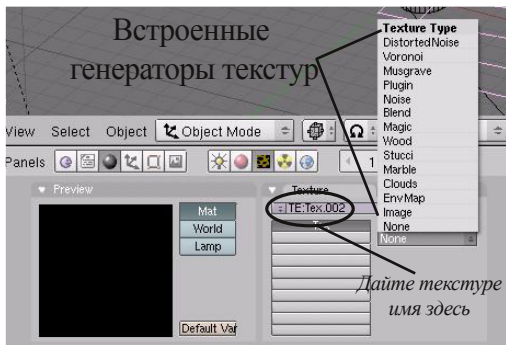 Встроенные
генераторы текстур
Texture Type
DistortedNoise
Voronoi
Musgrave
Plugin
Noise
Blend
Magic
Wood
Stucci
Marble
Clouds
EnvMap
Image
None
View Select Object Object Mode
Panels 1
Preview
Mat
World
Lamp
Default Var
Texture
TE:Tex.002
None
Дайте текстуре
имя здесь